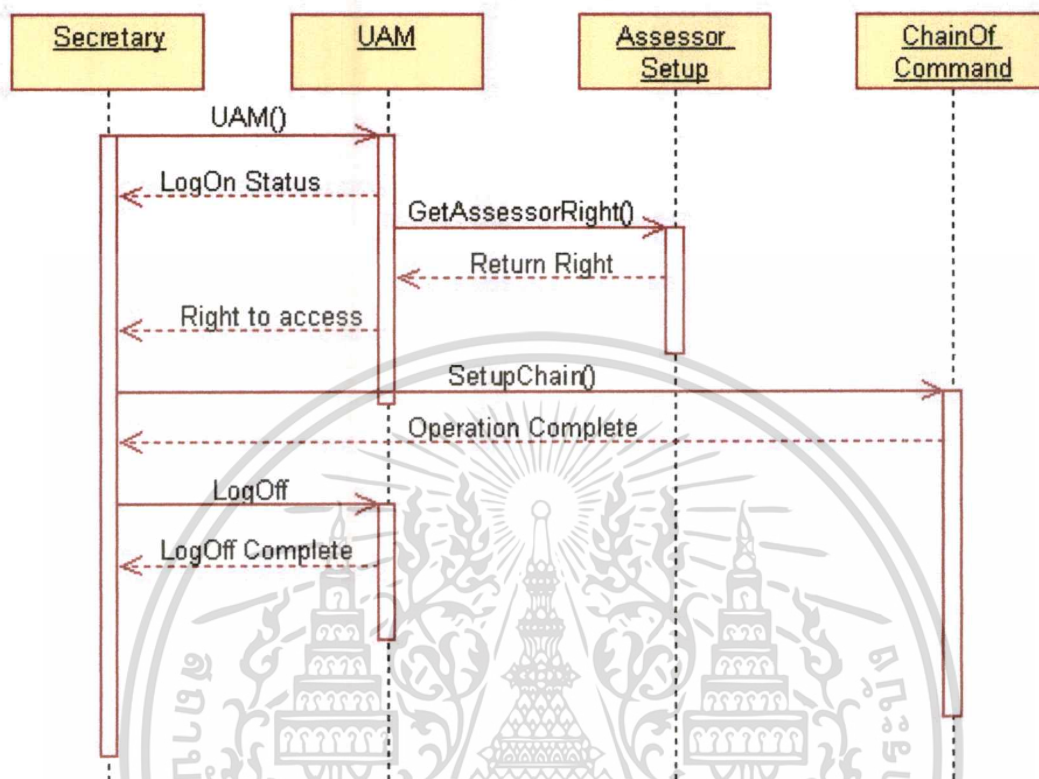 Secretary
UAM
Assessor
Setup
ChainOf
Command
UAM()
LogOn Status
GetAssessorRight()
Return Right
Right to access
SetupChain()
Operation Complete
LogOff
LogOff Complete